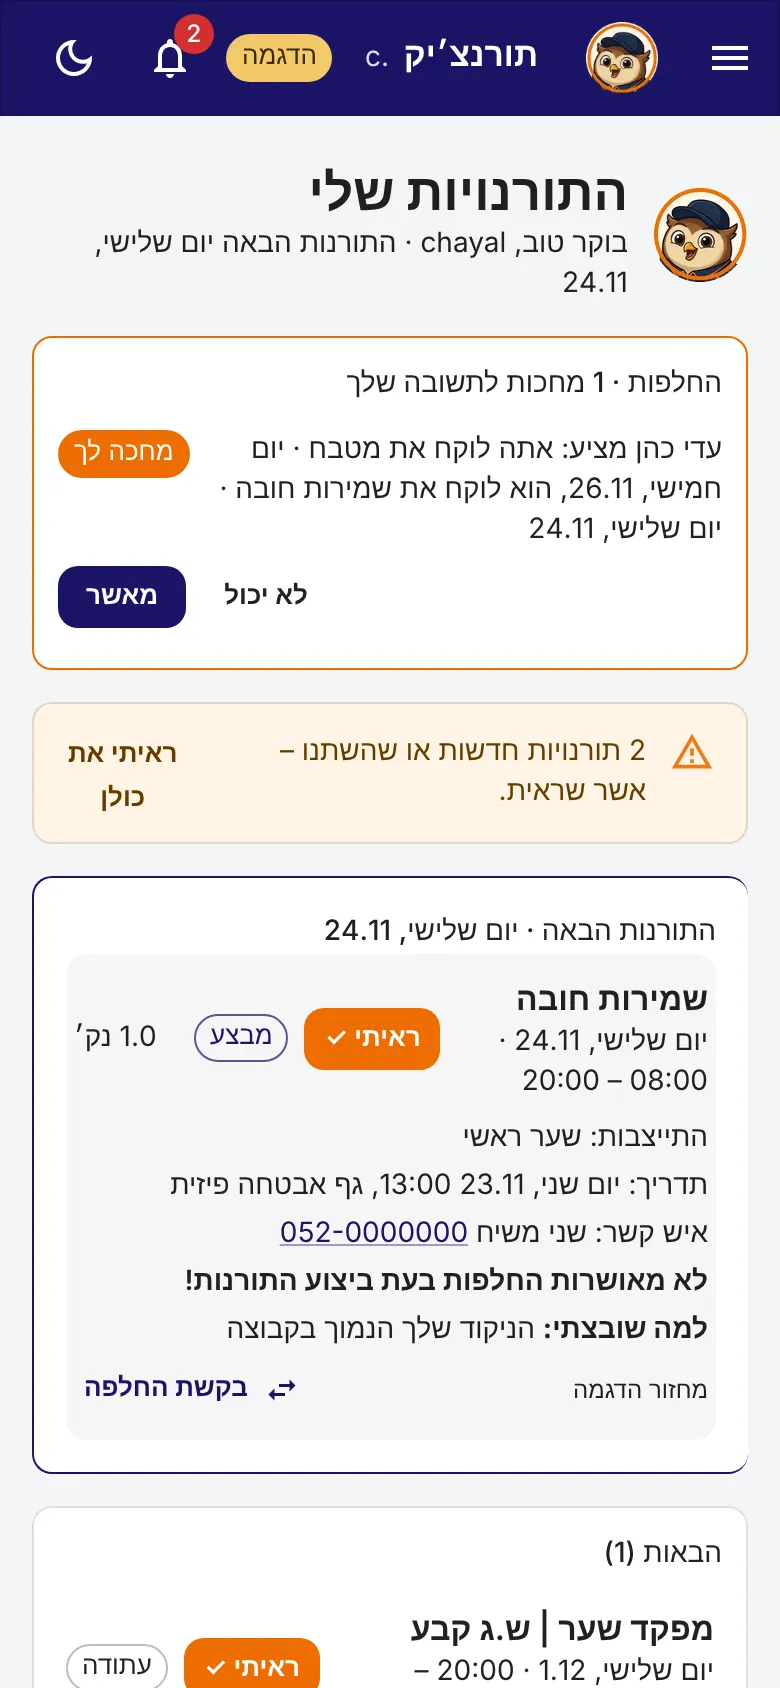 תורנצ׳יק
c.
הדגמה
2
התורנויות שלי
בוקר טוב, chayal · התורנות הבאה יום שלישי,
24.11
החלפות · 1 מחכות לתשובה שלך
עדי כהן מציע: אתה לוקח את מטבח · יום
חמישי, 26.11, הוא לוקח את שמירות חובה ·
יום שלישי, 24.11
מחכה לך
לא יכול
מאשר
2 תורנויות חדשות או שהשתנו –
אשר שראית.
ראיתי את
כולן
התורנות הבאה · יום שלישי, 24.11
שמירות חובה
יום שלישי, 24.11 ·
08:00 – 20:00
ראיתי ✓
מבצע
1.0 נק׳
התייצבות: שער ראשי
תדריך: יום שני, 23.11 13:00, גף אבטחה פיזית
איש קשר: שני משיח 052-0000000
לא מאושרות החלפות בעת ביצוע התורנות!
למה שובצתי: הניקוד שלך הנמוך בקבוצה
מחזור הדגמה
בקשת החלפה
הבאות (1)
מפקד שער | ש.ג קבע
יום שלישי, 1.12 · 20:00 –
ראיתי ✓
עתודה